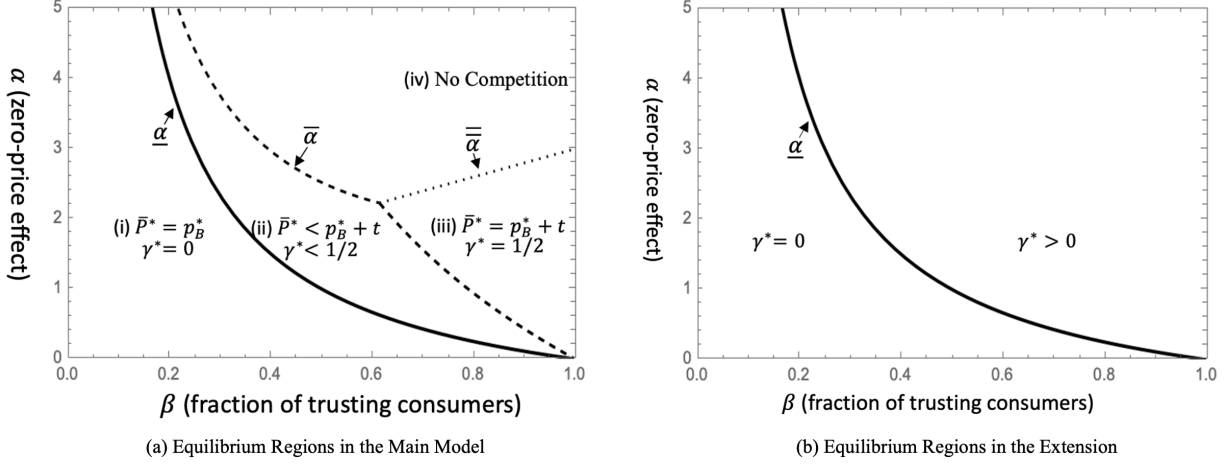 5
4
3
2
1
0
0.0 0.2 0.4 0.6 0.8 1.0
α (zero-price effect)
(iv) No Competition
α̲
α̅
α̿
(i) P̄* = p*_B
γ* = 0
(ii) P̄* < p*_B + t
γ* < 1/2
(iii) P̄* = p*_B + t
γ* = 1/2
β (fraction of trusting consumers)
(a) Equilibrium Regions in the Main Model
5
4
3
2
1
0
0.0 0.2 0.4 0.6 0.8 1.0
α (zero-price effect)
α̲
γ* = 0
γ* > 0
β (fraction of trusting consumers)
(b) Equilibrium Regions in the Extension